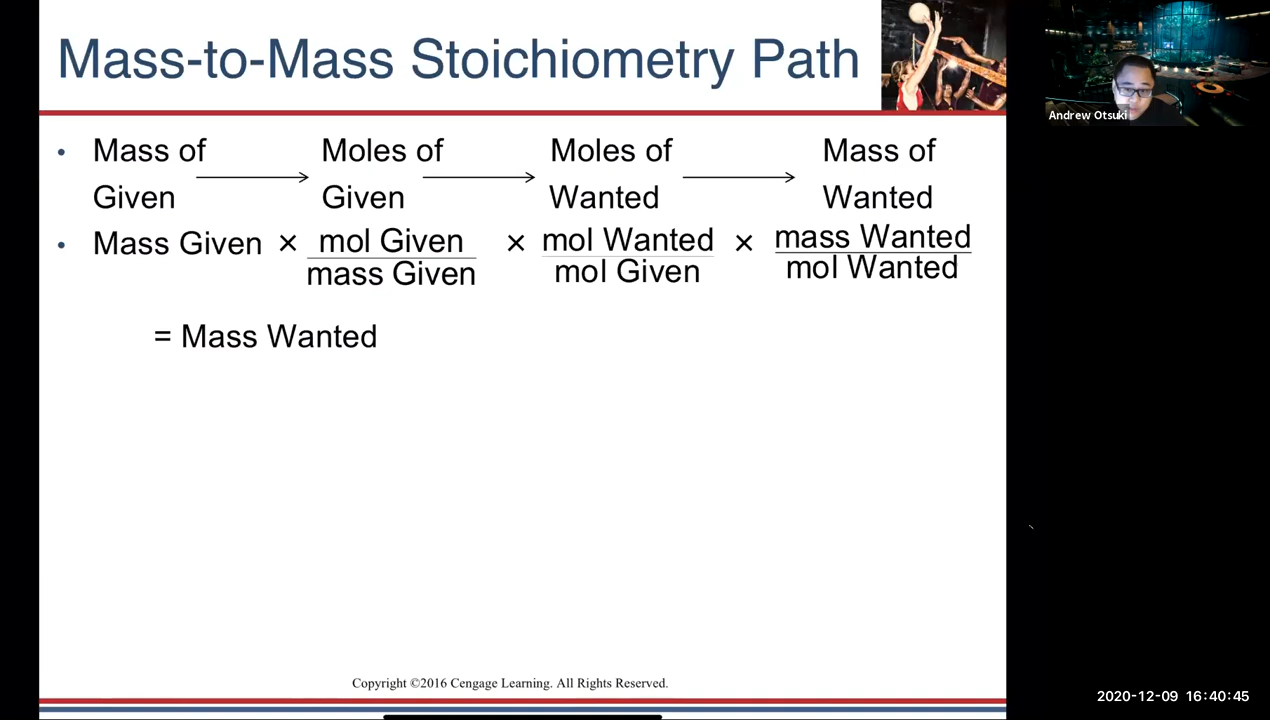 Mass-to-Mass Stoichiometry Path
Andrew Otsuki
• Mass of Given → Moles of Given → Moles of Wanted → Mass of Wanted
• Mass Given × mol Given / mass Given × mol Wanted / mol Given × mass Wanted / mol Wanted
= Mass Wanted
Copyright ©2016 Cengage Learning. All Rights Reserved.
2020-12-09 16:40:45